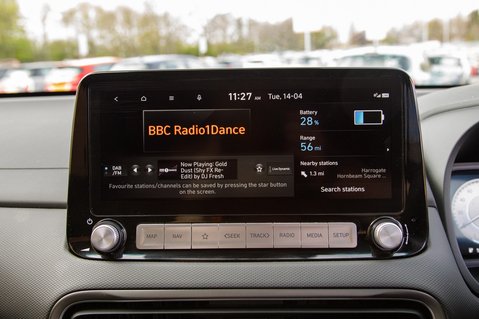 11:27 AM Tue, 14-04
BBC Radio1Dance
Battery
28 %
Range
56 mi
DAB
/FM
Now Playing: Gold
Dust (Shy FX Re-
Edit) by DJ Fresh
Live Dynamic
Favourite stations/channels can be saved by pressing the star button
on the screen.
Nearby stations
1.3 mi
Harrogate
Hornbeam Square ...
Search stations
MAP NAV <SEEK TRACK> RADIO MEDIA SETUP